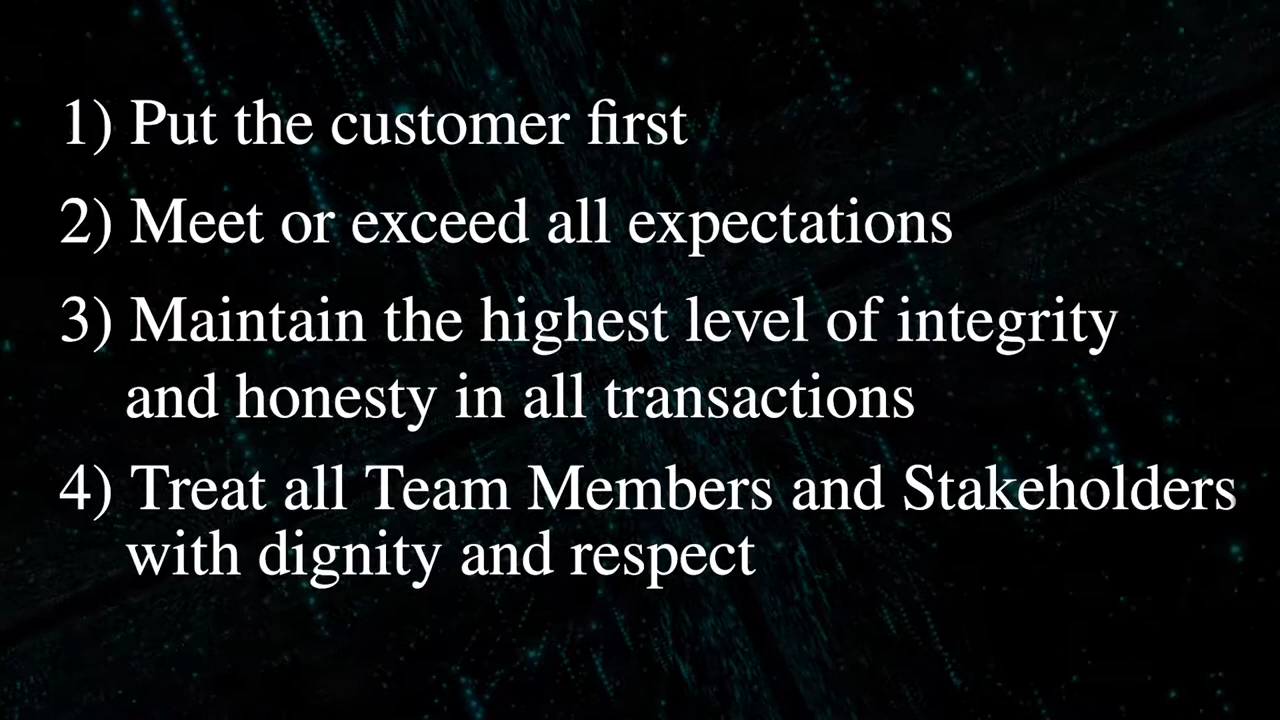 1) Put the customer first
2) Meet or exceed all expectations
3) Maintain the highest level of integrity
and honesty in all transactions
4) Treat all Team Members and Stakeholders
with dignity and respect